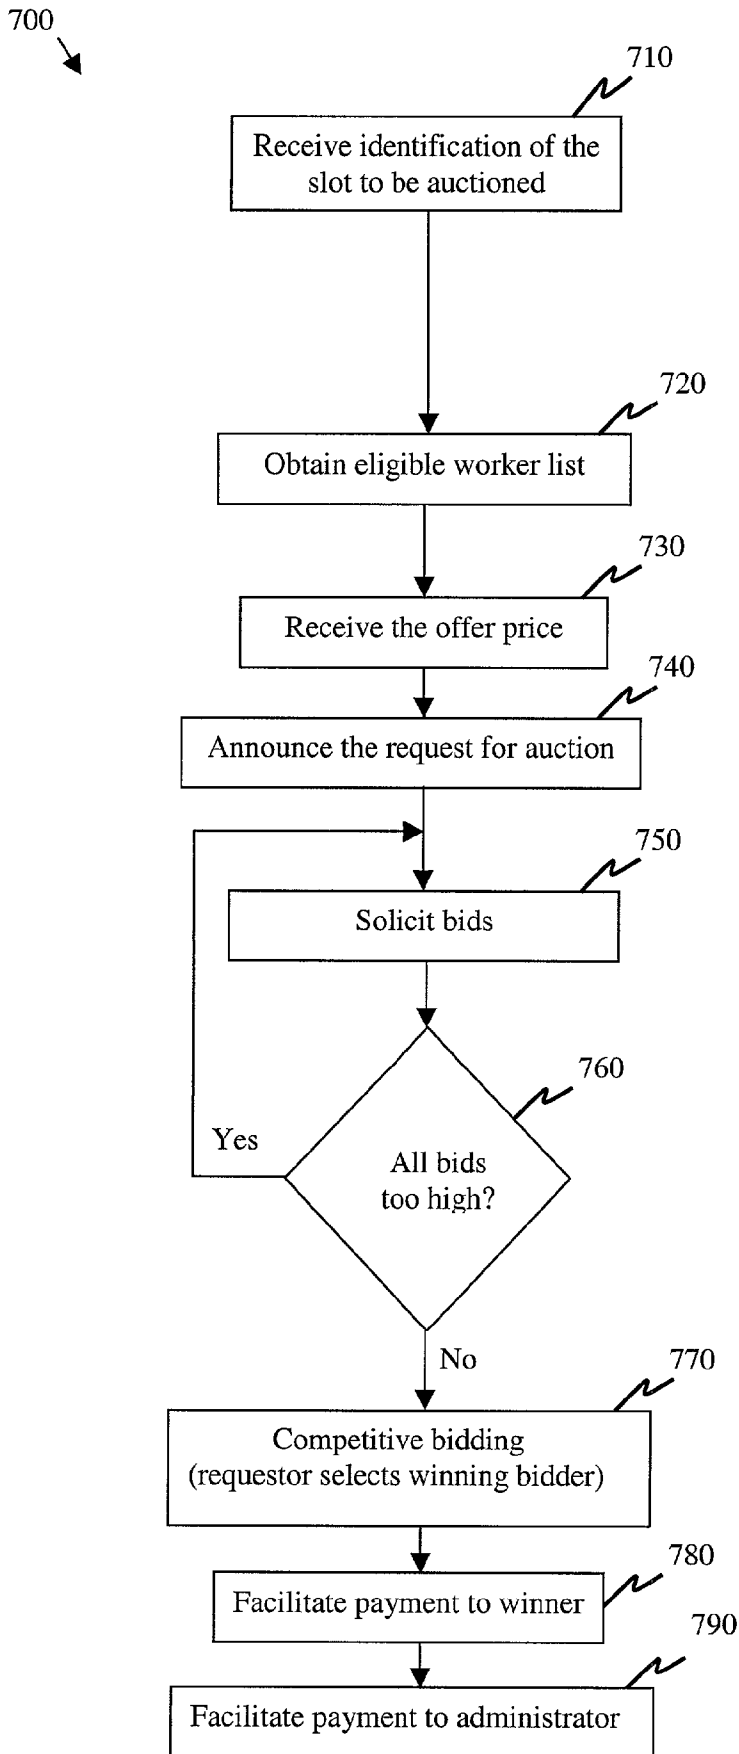 700
710
Receive identification of the
slot to be auctioned
720
Obtain eligible worker list
730
Receive the offer price
740
Announce the request for auction
750
Solicit bids
760
All bids
too high?
Yes
No
770
Competitive bidding
(requestor selects winning bidder)
780
Facilitate payment to winner
790
Facilitate payment to administrator